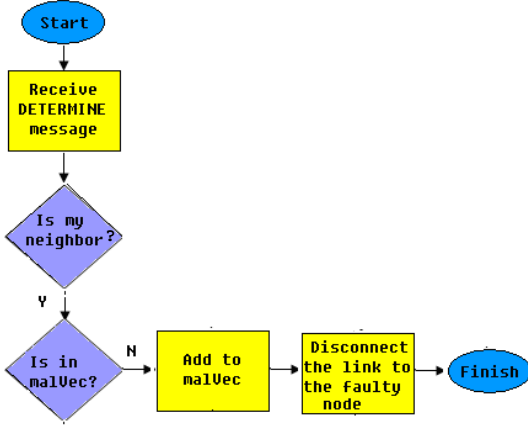 Start
Receive
DETERMINE
message
Is my
neighbor?
Y
Is in
malVec?
N
Add to
malVec
Disconnect
the link to
the faulty
node
Finish